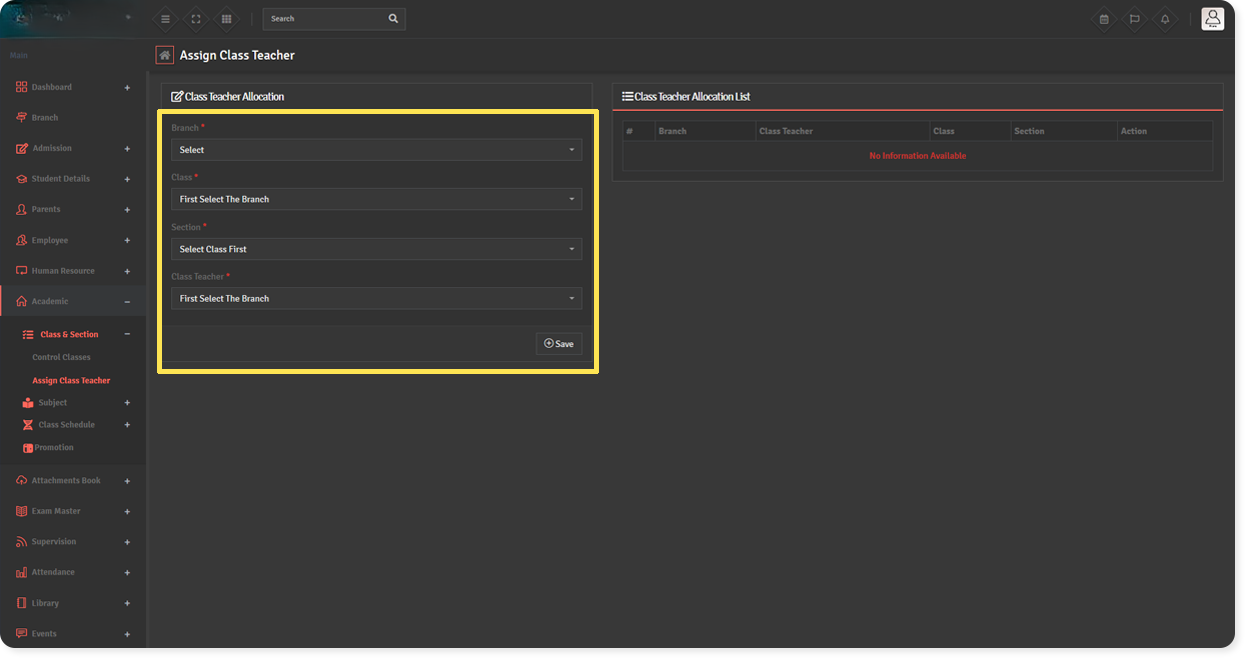 Search
Assign Class Teacher
Main
Dashboard +
Branch
Admission +
Student Details +
Parents +
Employee +
Human Resource +
Academic −
Class & Section −
Control Classes
Assign Class Teacher
Subject +
Class Schedule +
Promotion
Attachments Book +
Exam Master +
Supervision +
Attendance +
Library +
Events +
Class Teacher Allocation
Branch *
Select
Class *
First Select The Branch
Section *
Select Class First
Class Teacher *
First Select The Branch
Save
Class Teacher Allocation List
# Branch Class Teacher Class Section Action
No Information Available